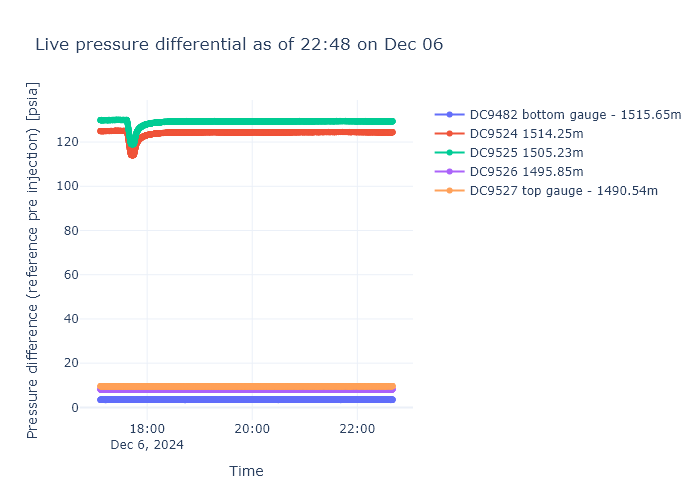 Live pressure differential as of 22:48 on Dec 06
Pressure difference (reference pre injection) [psia]
120
100
80
60
40
20
0
18:00
Dec 6, 2024
20:00
22:00
Time
DC9482 bottom gauge - 1515.65m
DC9524 1514.25m
DC9525 1505.23m
DC9526 1495.85m
DC9527 top gauge - 1490.54m